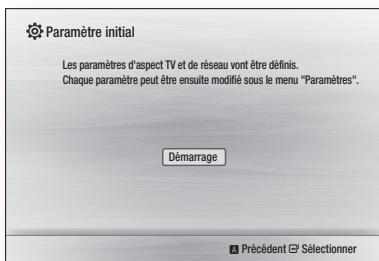 Paramètre initial
Les paramètres d'aspect TV et de réseau vont être définis.
Chaque paramètre peut être ensuite modifié sous le menu "Paramètres".
Démarrage
A Précédent Sélectionner